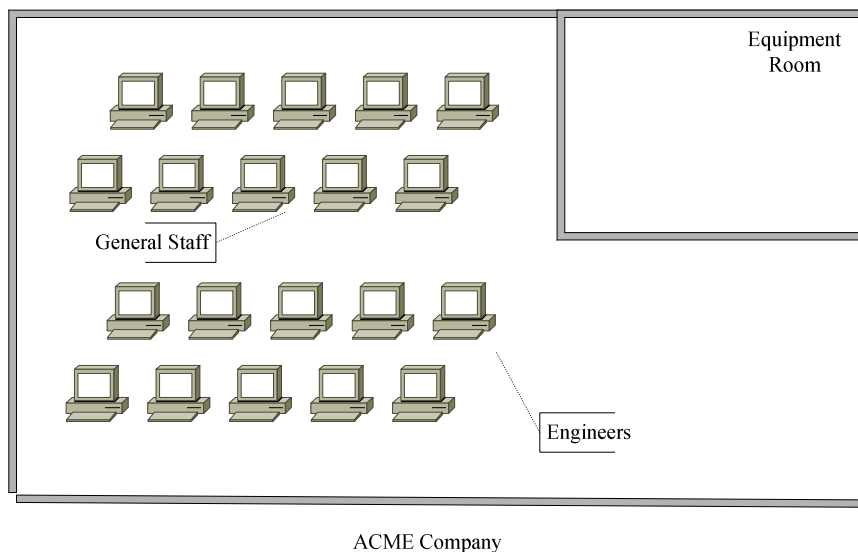 Equipment
Room
General Staff
Engineers
ACME Company